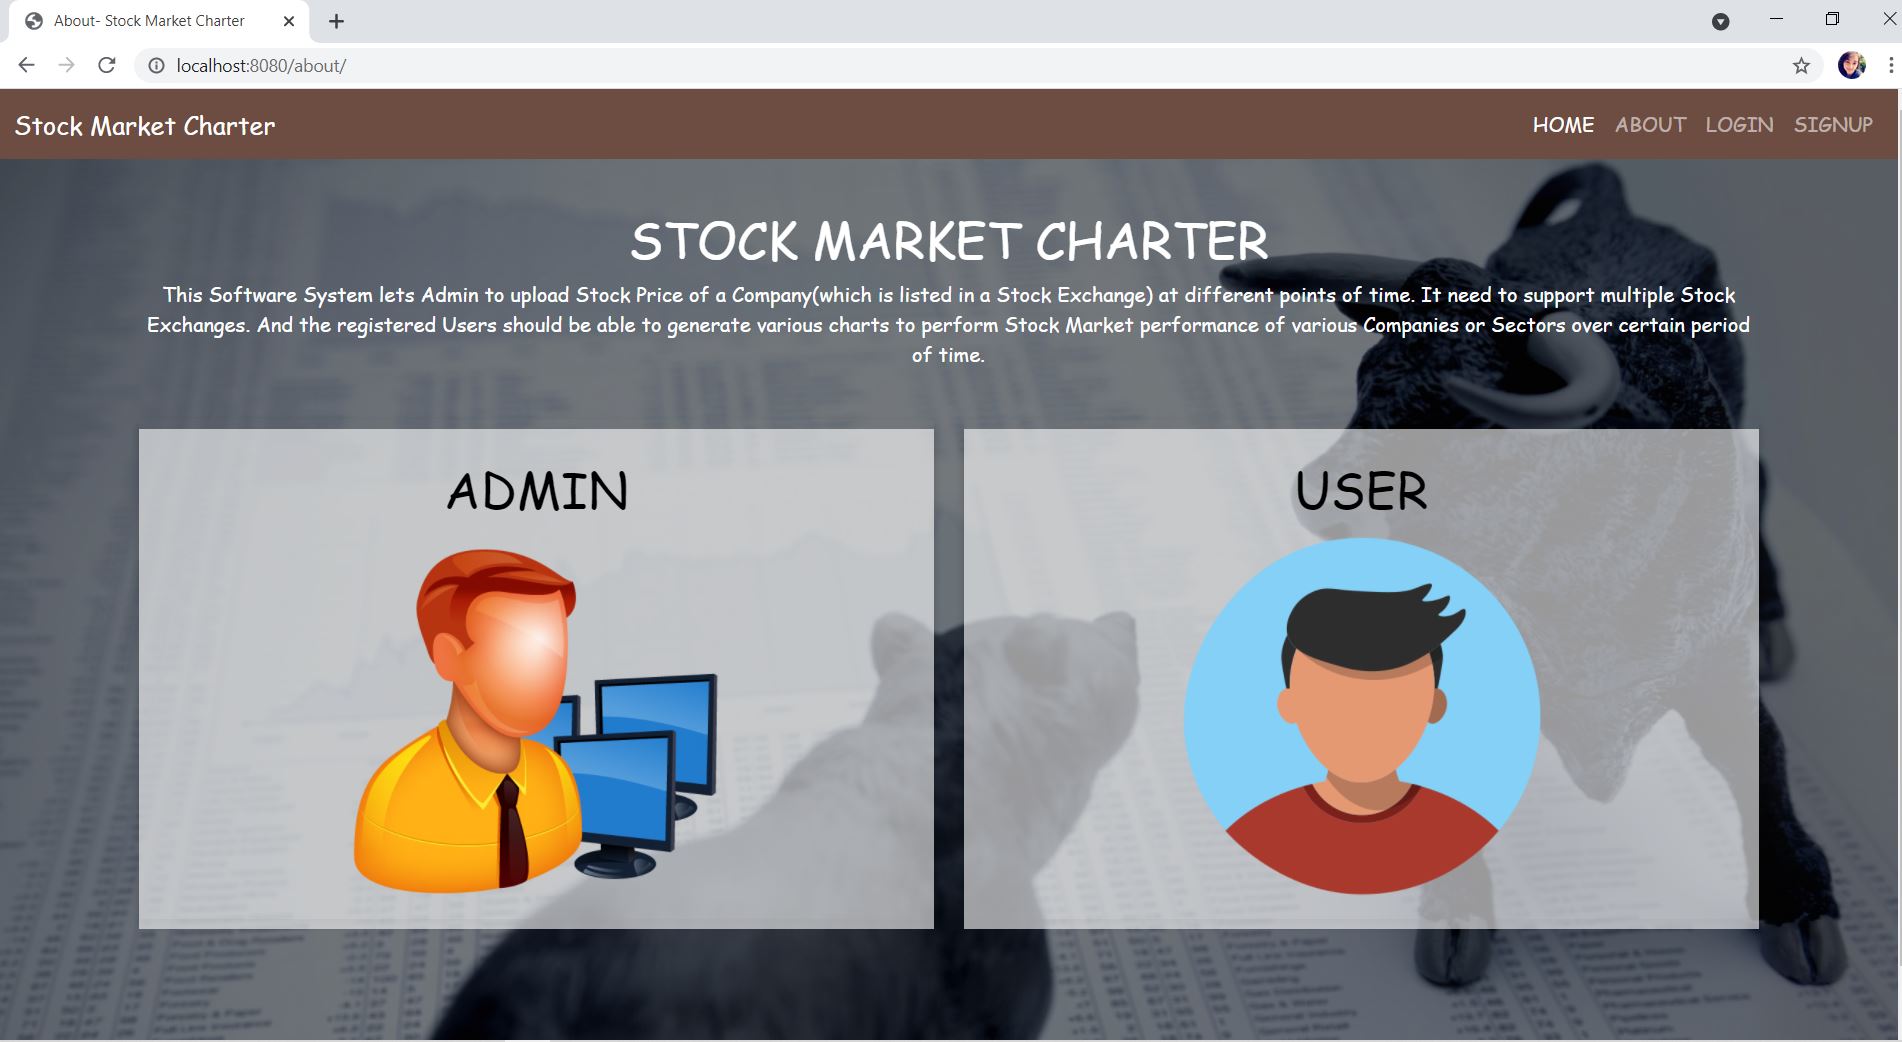 About- Stock Market Charter
localhost:8080/about/
Stock Market Charter
HOME ABOUT LOGIN SIGNUP
STOCK MARKET CHARTER
This Software System lets Admin to upload Stock Price of a Company(which is listed in a Stock Exchange) at different points of time. It need to support multiple Stock
Exchanges. And the registered Users should be able to generate various charts to perform Stock Market performance of various Companies or Sectors over certain period
of time.
ADMIN
USER